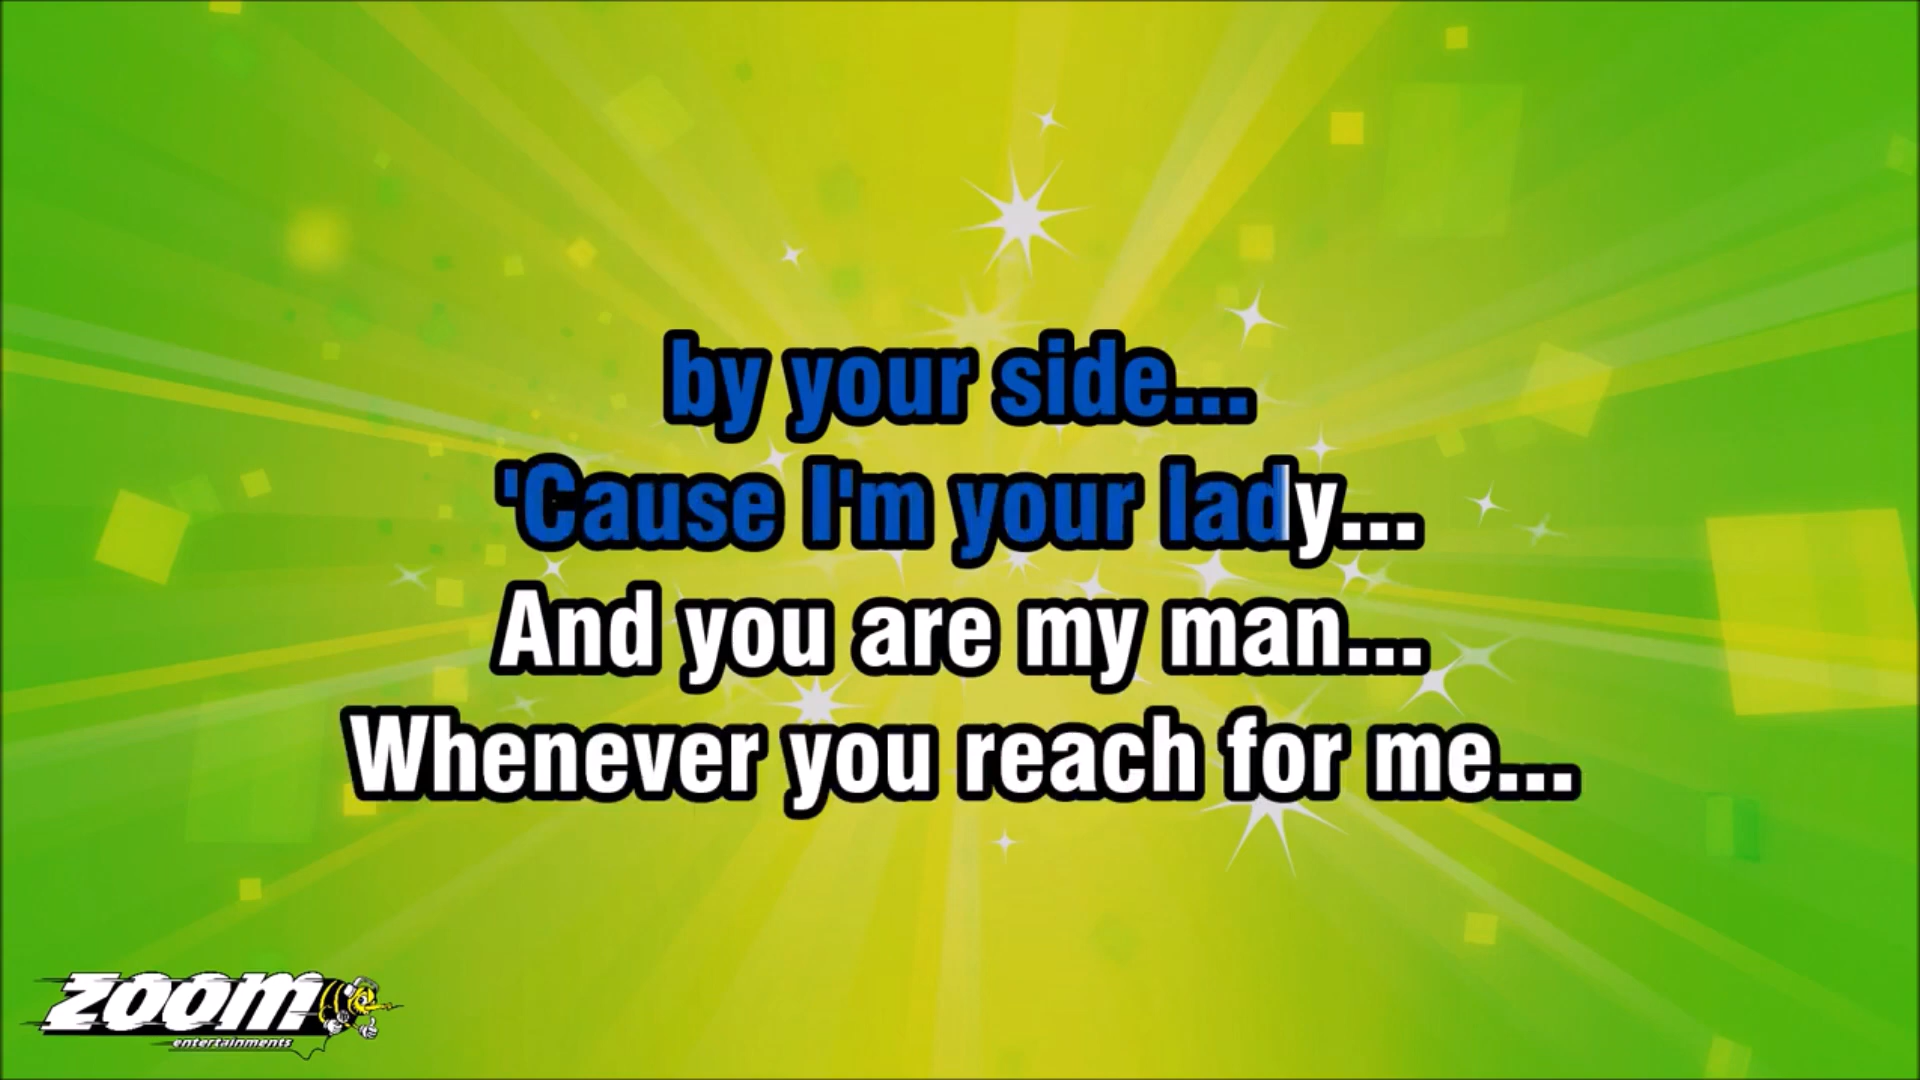 by your side...
'Cause I'm your lady...
And you are my man...
Whenever you reach for me...
zoom
entertainments